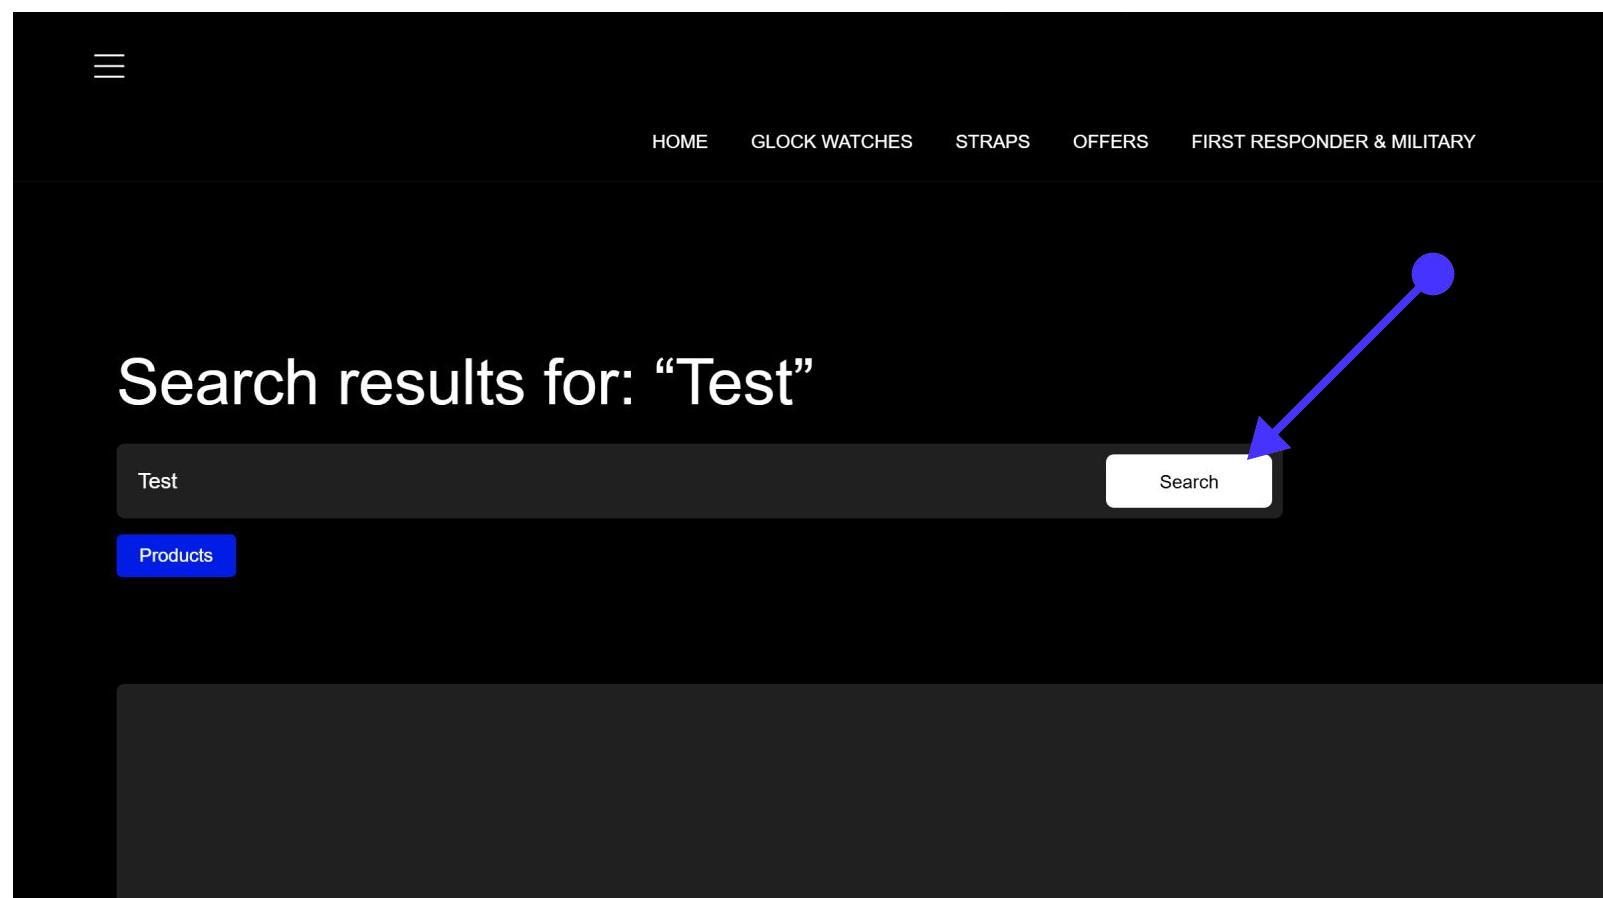 HOME GLOCK WATCHES STRAPS OFFERS FIRST RESPONDER & MILITARY
Search results for: “Test”
Test Search
Products